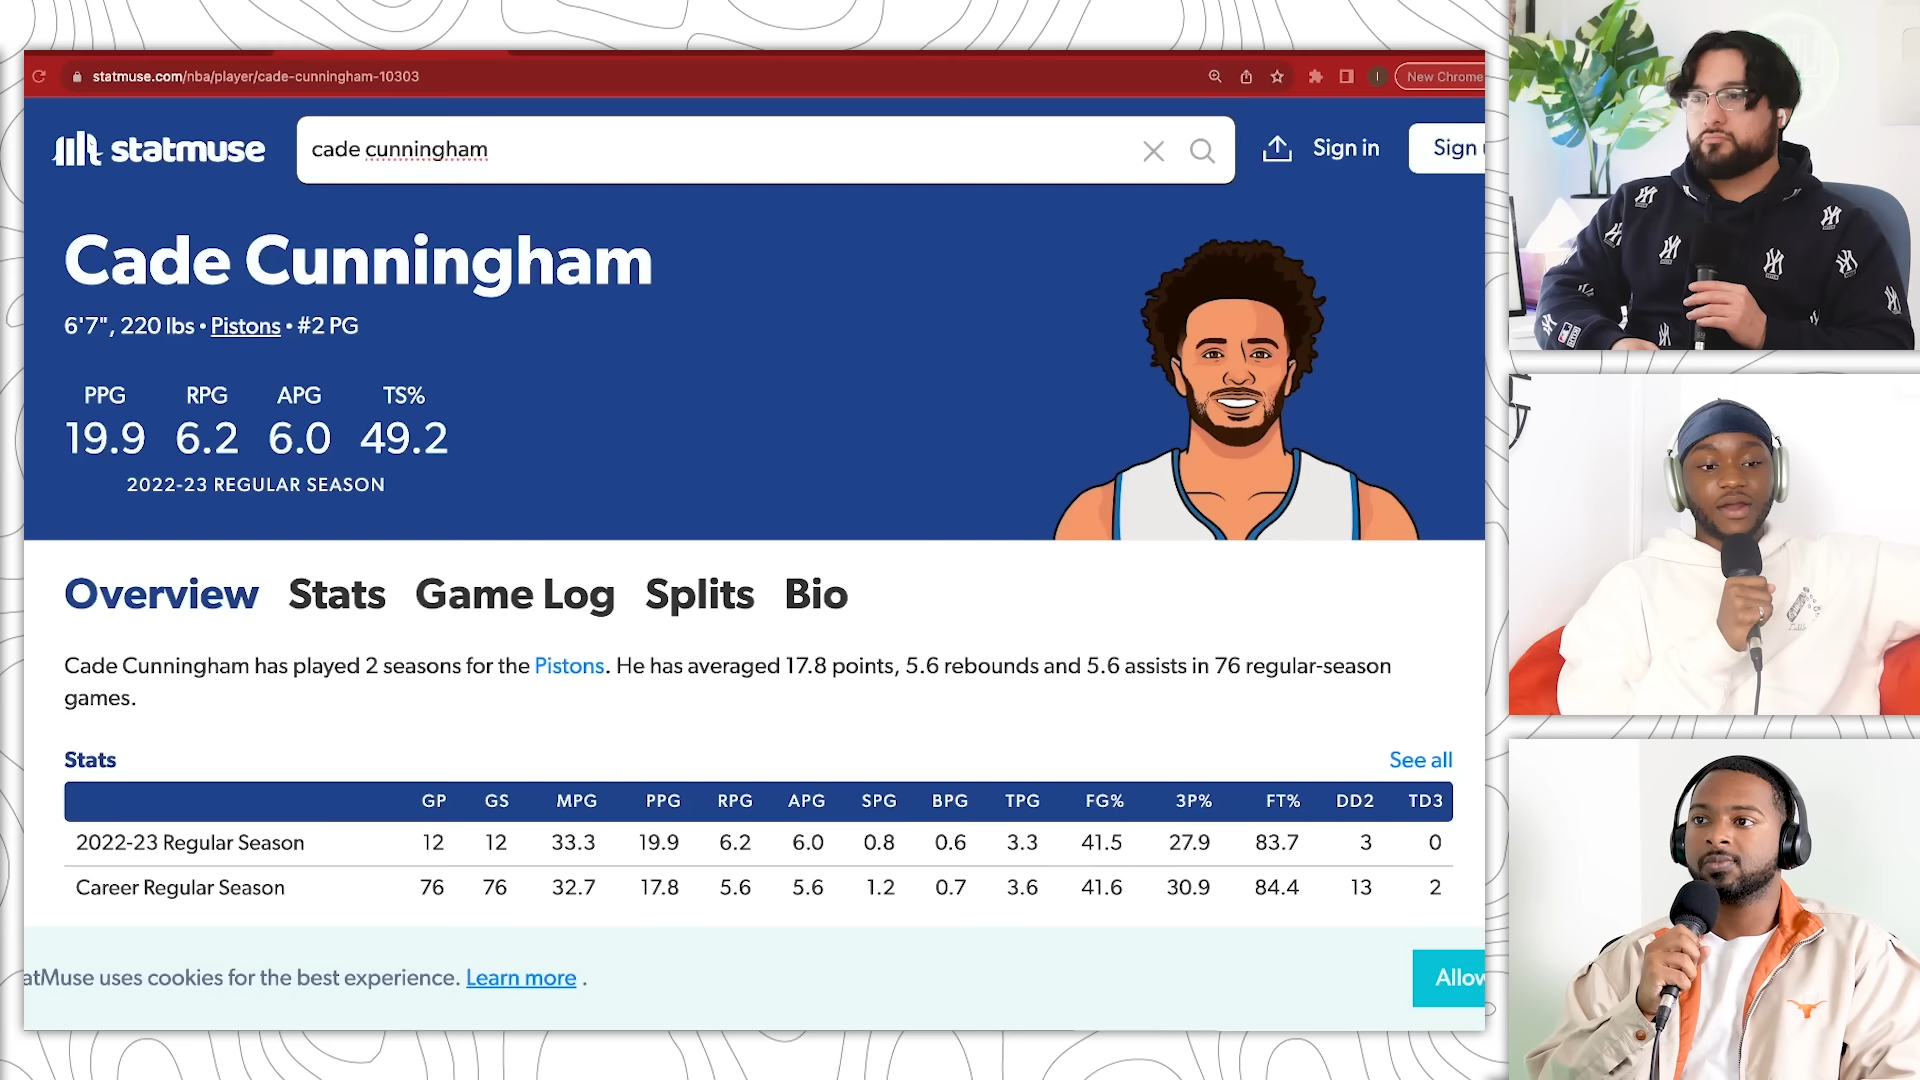 statmuse.com/nba/player/cade-cunningham-10303
New Chrome
statmuse
cade cunningham
Sign in
Sign
Cade Cunningham
6'7", 220 lbs • Pistons • #2 PG
PPG RPG APG TS%
19.9 6.2 6.0 49.2
2022-23 REGULAR SEASON
Overview Stats Game Log Splits Bio
Cade Cunningham has played 2 seasons for the Pistons. He has averaged 17.8 points, 5.6 rebounds and 5.6 assists in 76 regular-season
games.
Stats
See all
GP GS MPG PPG RPG APG SPG BPG TPG FG% 3P% FT% DD2 TD3
2022-23 Regular Season 12 12 33.3 19.9 6.2 6.0 0.8 0.6 3.3 41.5 27.9 83.7 3 0
Career Regular Season 76 76 32.7 17.8 5.6 5.6 1.2 0.7 3.6 41.6 30.9 84.4 13 2
atMuse uses cookies for the best experience. Learn more .
Allow